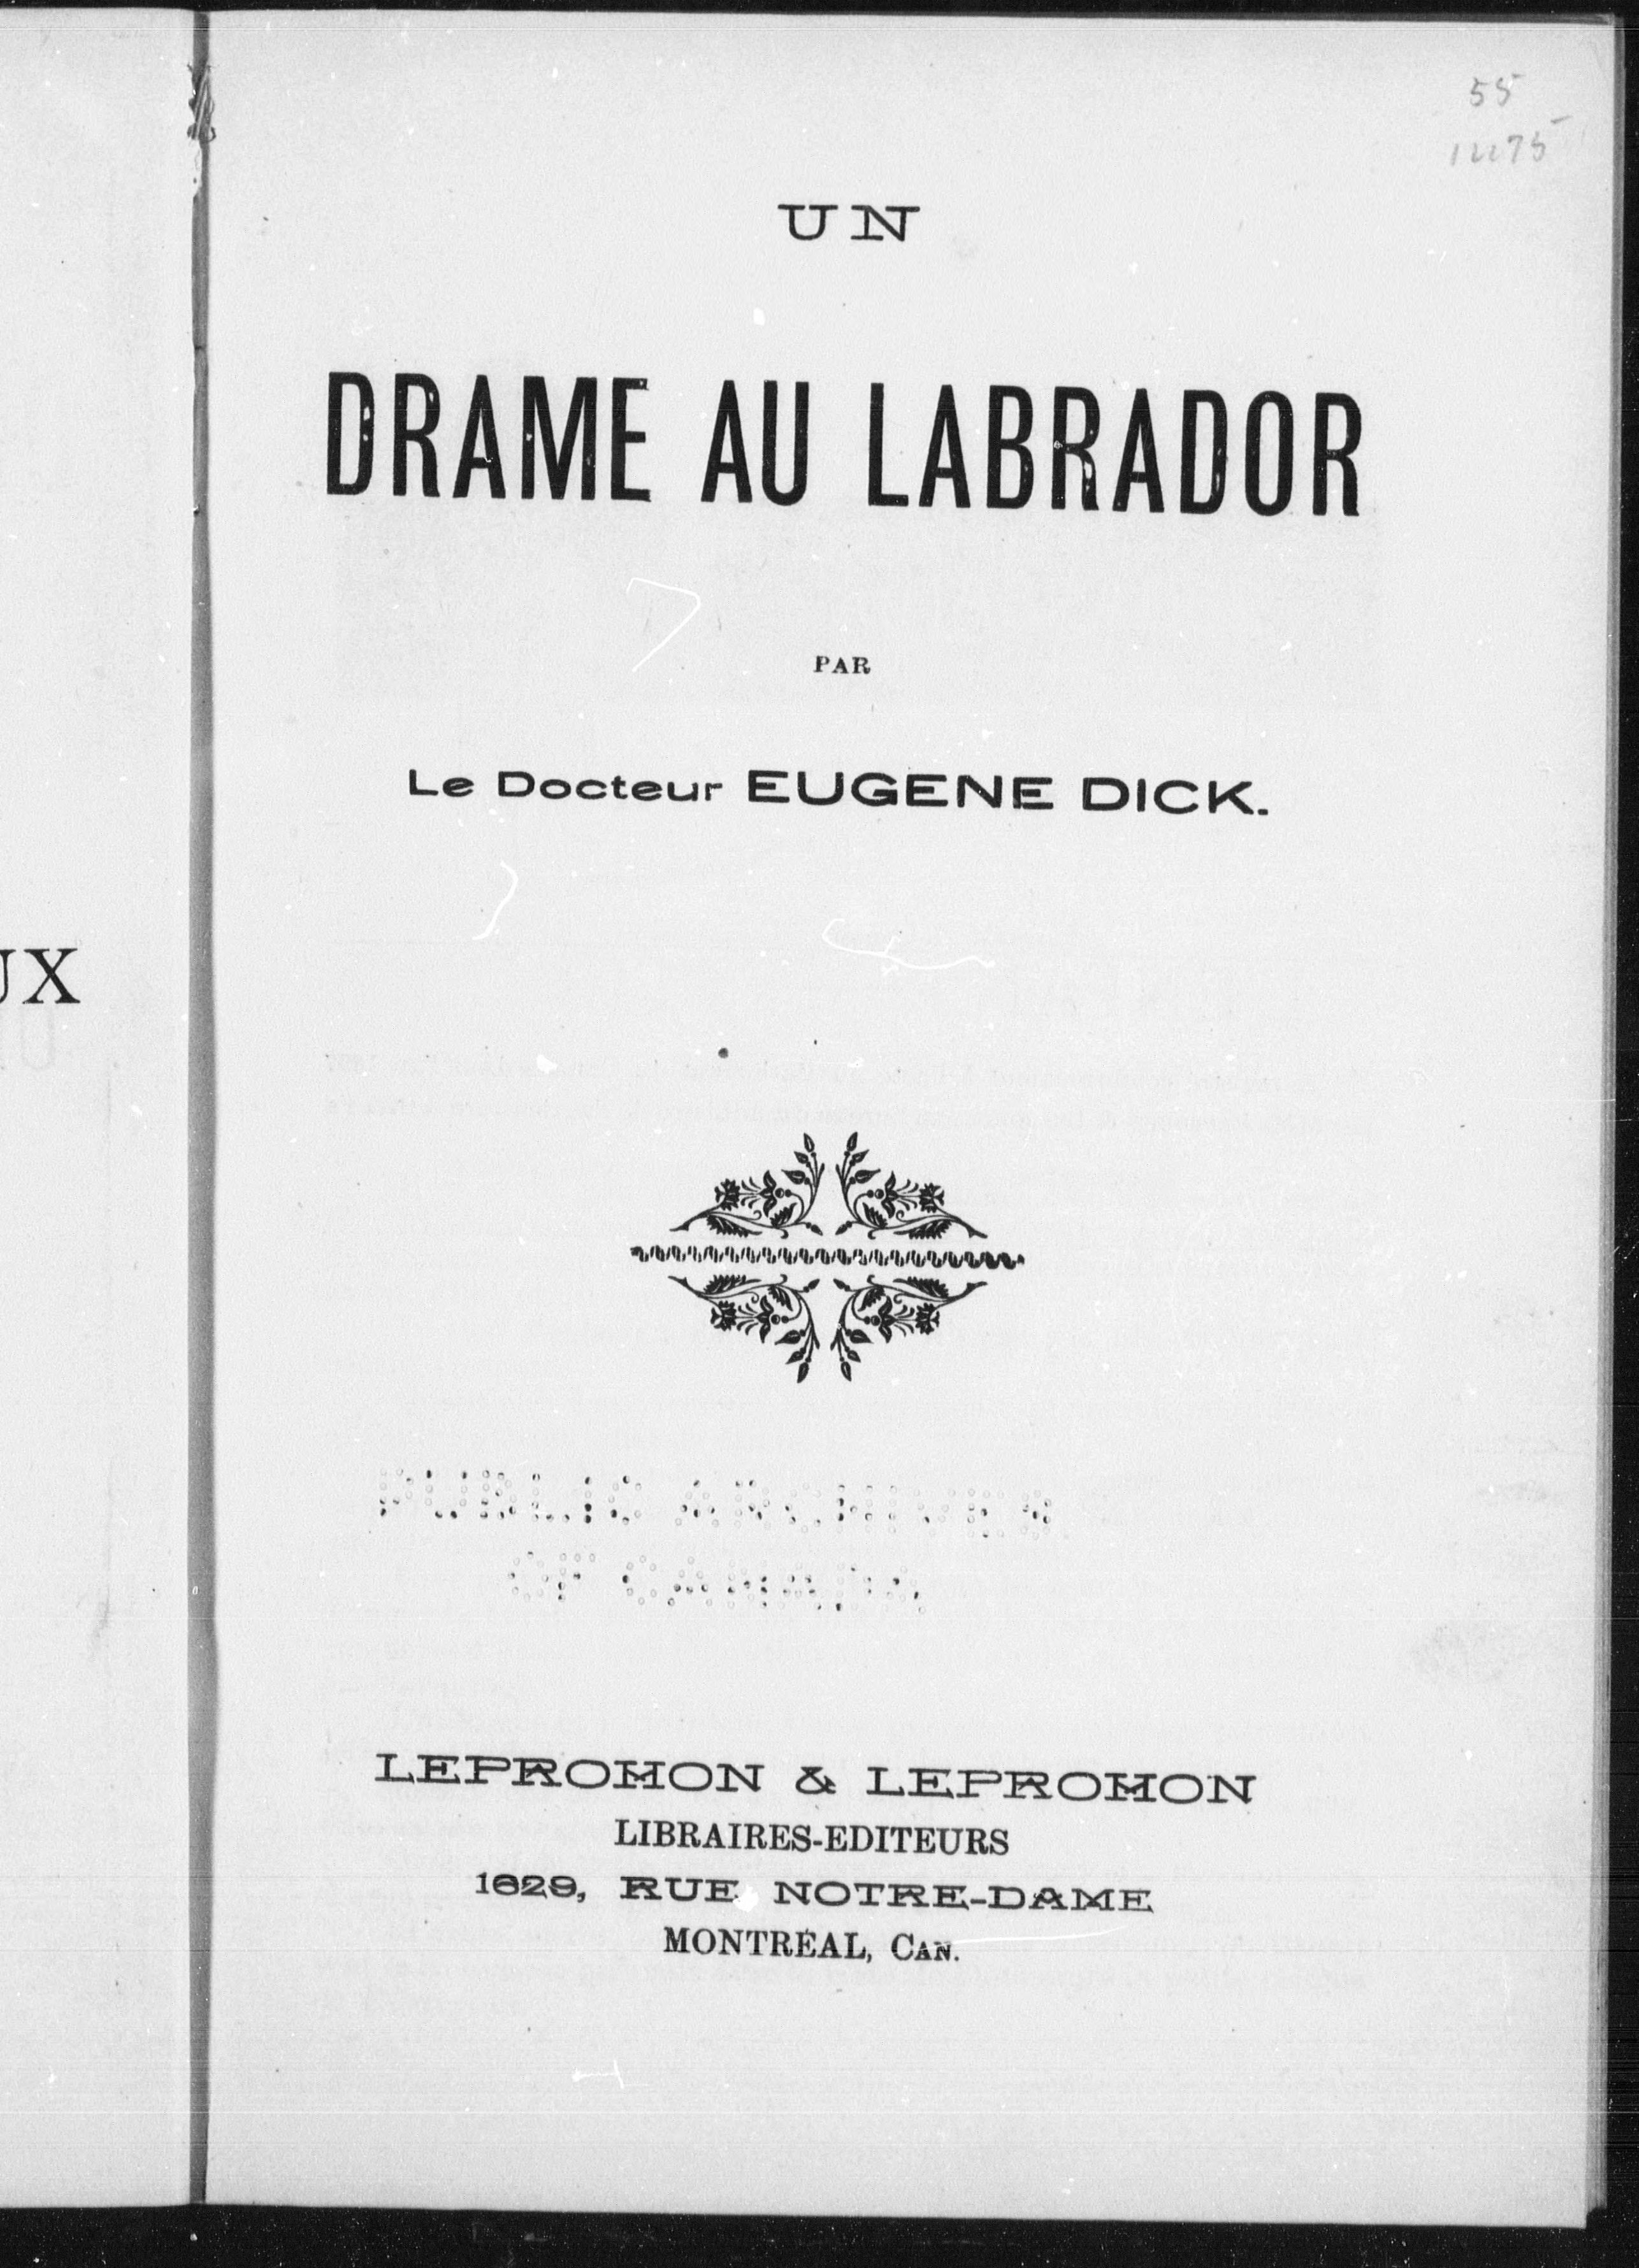 55
UN
DRAME AU LABRADOR
PAR
Le Docteur EUGENE DICK.
UX
PUBLIC ARCHIVES
OF CANADA
LEPROHON & LEPROHON
LIBRAIRES-EDITEURS
1629, RUE NOTRE-DAME
MONTRÉAL, CAN.